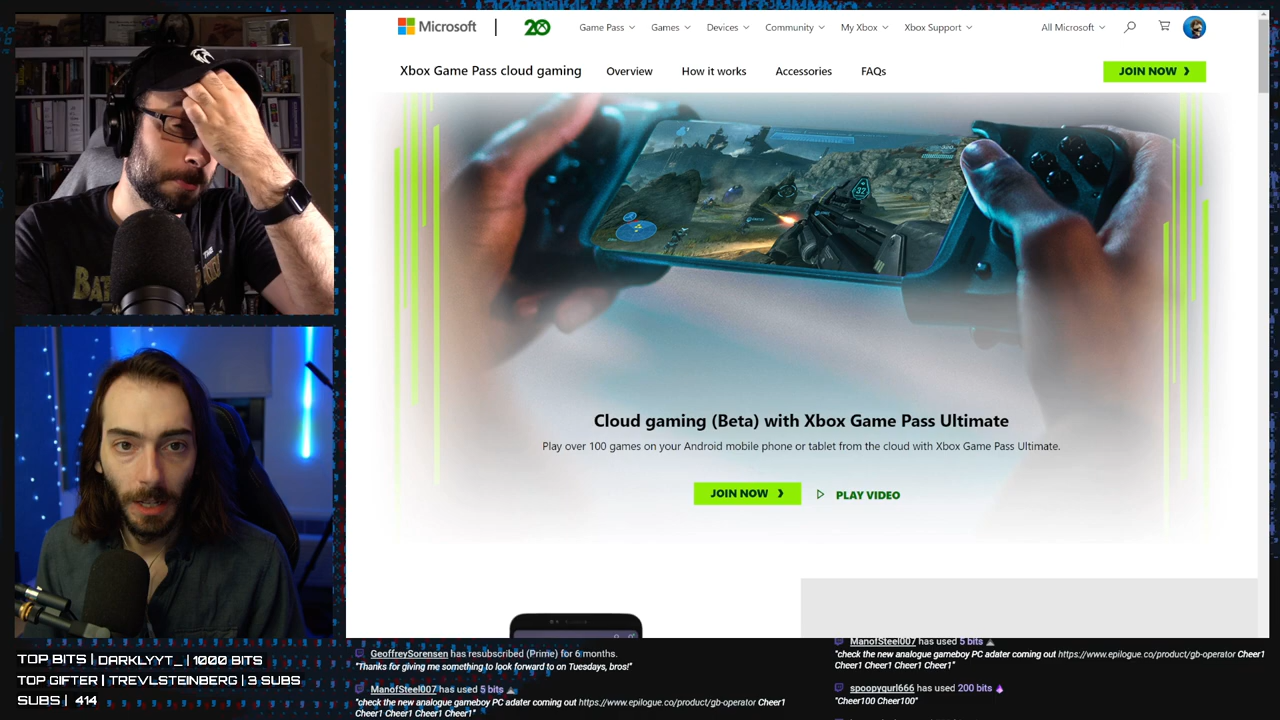 Microsoft
20
Game Pass
Games
Devices
Community
My Xbox
Xbox Support
All Microsoft
Xbox Game Pass cloud gaming
Overview
How it works
Accessories
FAQs
JOIN NOW
32
Cloud gaming (Beta) with Xbox Game Pass Ultimate
Play over 100 games on your Android mobile phone or tablet from the cloud with Xbox Game Pass Ultimate.
JOIN NOW
PLAY VIDEO
TOP BITS | DARKLYYT_ | 1000 BITS
TOP GIFTER | TREVLSTEINBERG | 3 SUBS
SUBS | 414
GeoffreySorensen has resubscribed (Prime) for 6 months.
"Thanks for giving me something to look forward to on Tuesdays, bros!"
ManofSteel007 has used 5 bits
"check the new analogue gameboy PC adater coming out https://www.epilogue.co/product/gb-operator Cheer1
Cheer1 Cheer1 Cheer1 Cheer1"
ManofSteel007 has used 5 bits
"check the new analogue gameboy PC adater coming out https://www.epilogue.co/product/gb-operator Cheer1
Cheer1 Cheer1 Cheer1 Cheer1"
spoopygurl666 has used 200 bits
"Cheer100 Cheer100"